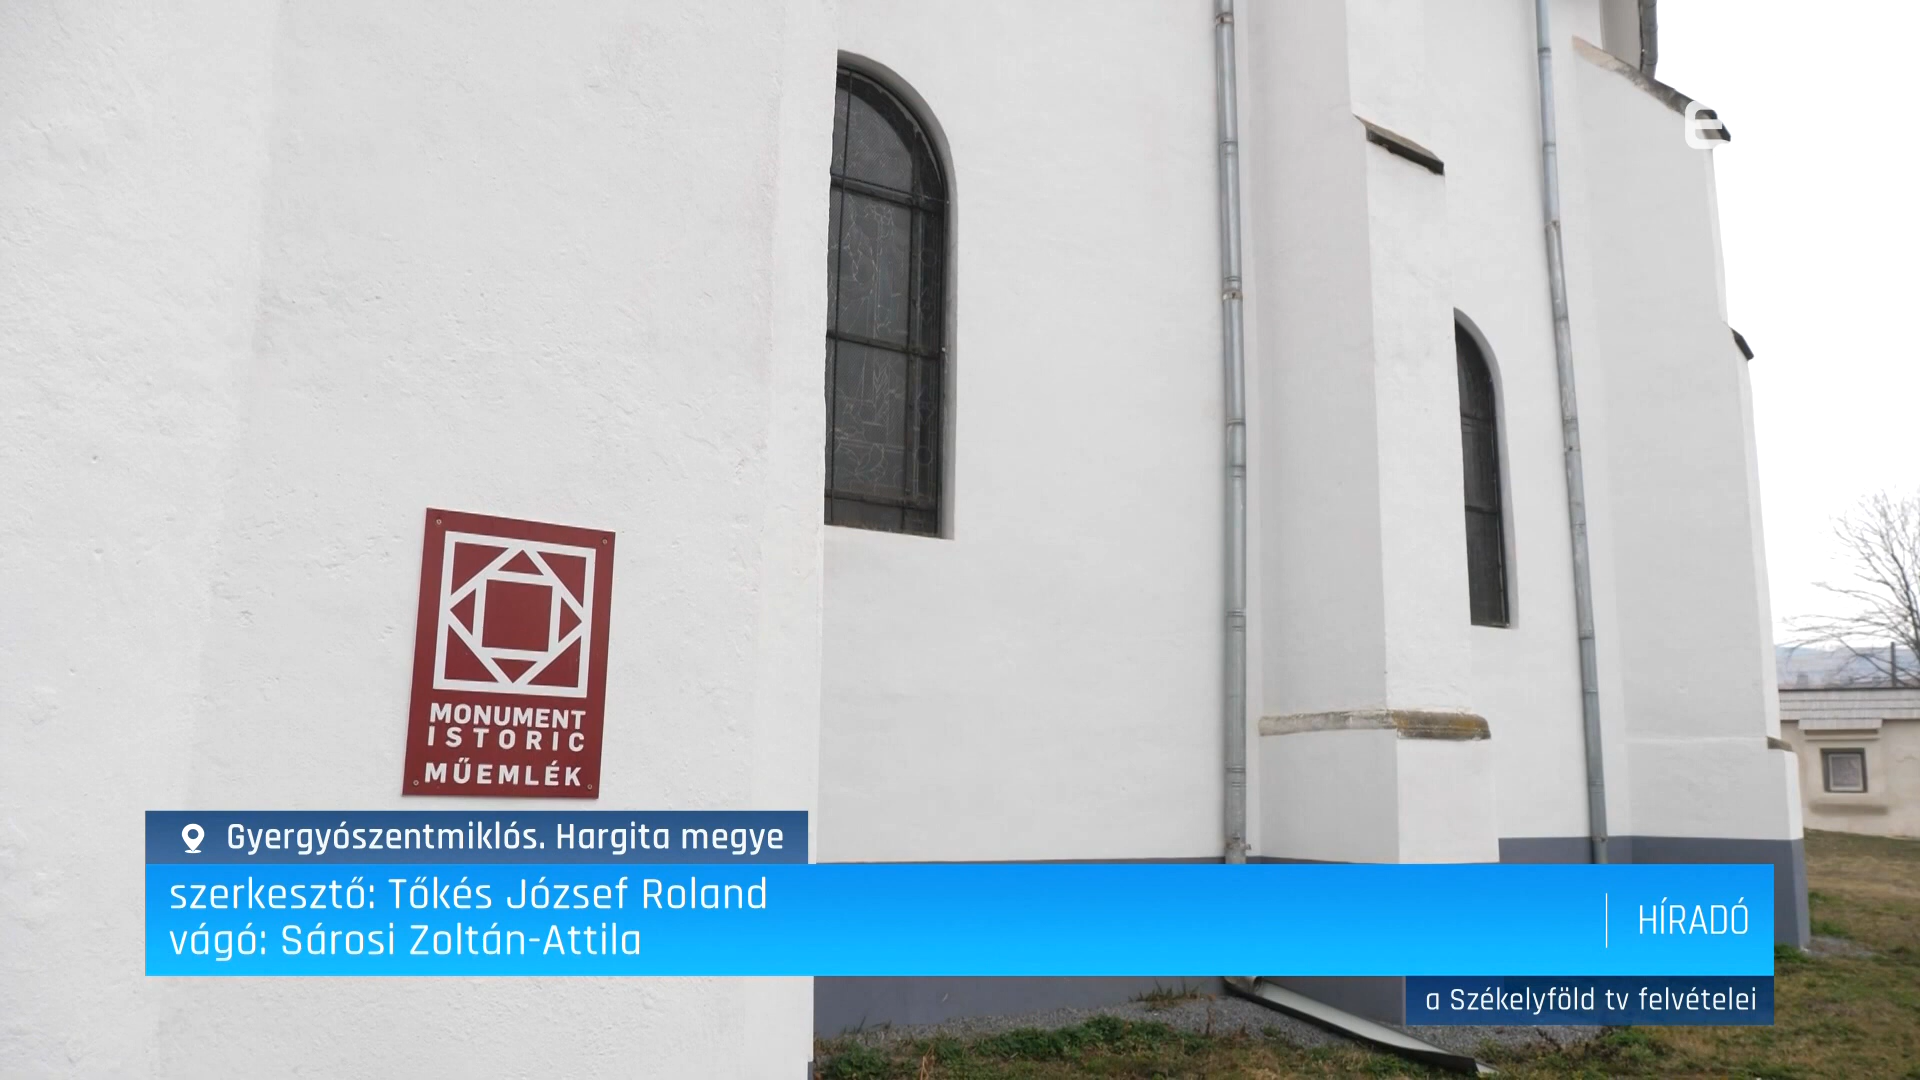 e
MONUMENT
ISTORIC
MŰEMLÉK
Gyergyószentmiklós. Hargita megye
szerkesztő: Tőkés József Roland
vágó: Sárosi Zoltán-Attila
HÍRADÓ
a Székelyföld tv felvételei